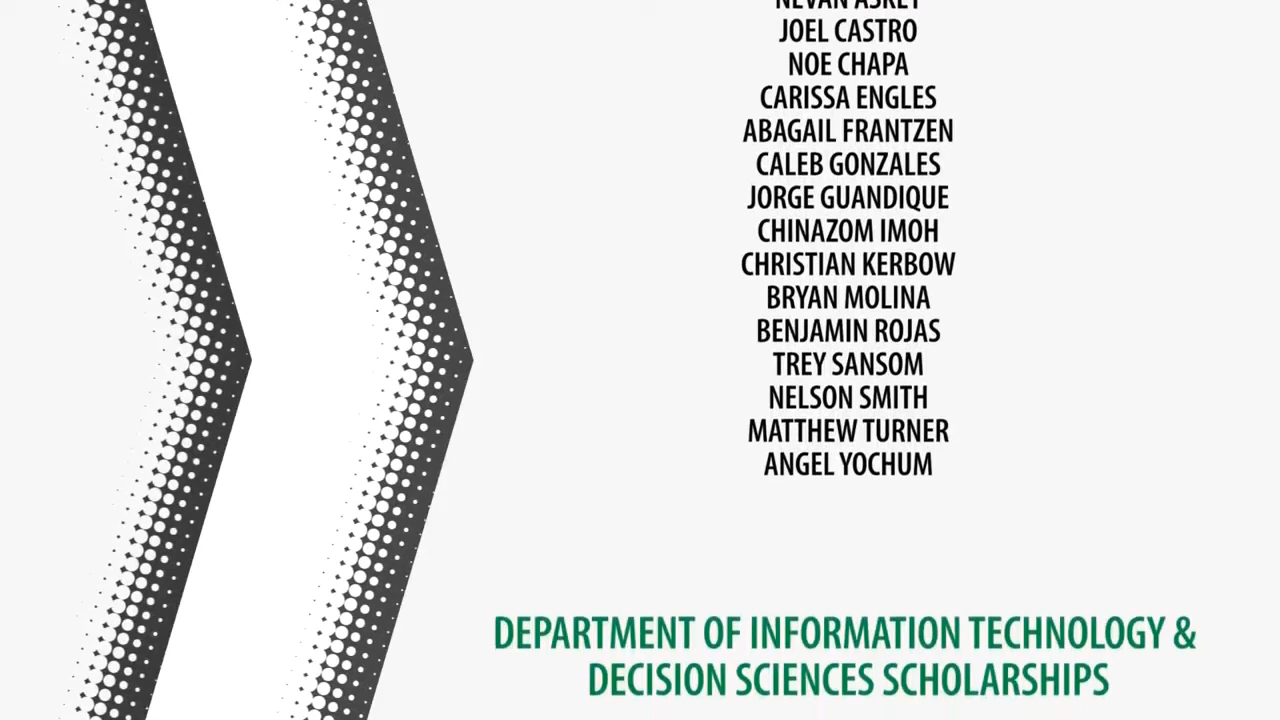 JOEL CASTRO
NOE CHAPA
CARISSA ENGLES
ABAGAIL FRANTZEN
CALEB GONZALES
JORGE GUANDIQUE
CHINAZOM IMOH
CHRISTIAN KERBOW
BRYAN MOLINA
BENJAMIN ROJAS
TREY SANSOM
NELSON SMITH
MATTHEW TURNER
ANGEL YOCHUM
DEPARTMENT OF INFORMATION TECHNOLOGY &
DECISION SCIENCES SCHOLARSHIPS